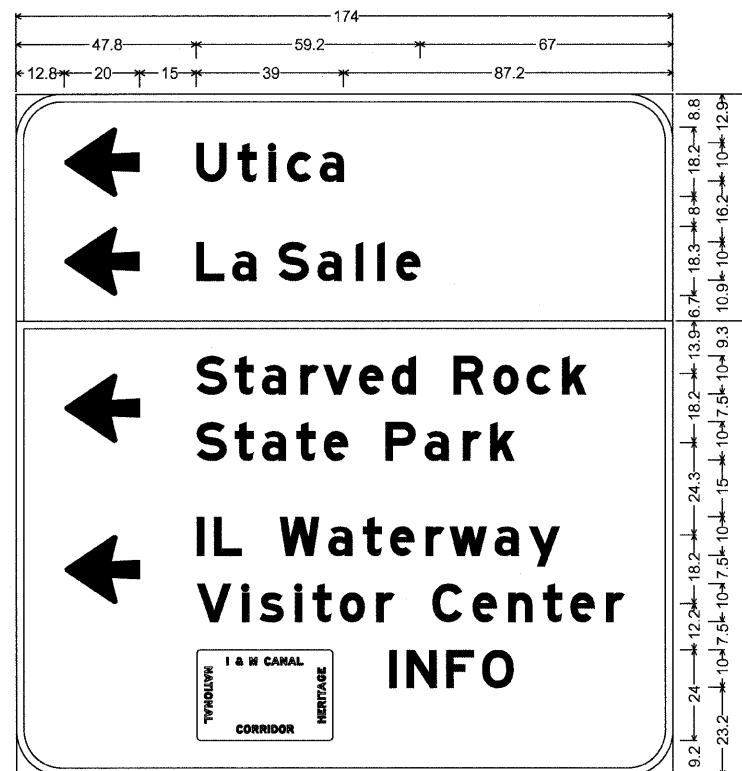 174
47.8 59.2 67
12.8 20 15 39 87.2
Utica
La Salle
Starved Rock
State Park
IL Waterway
Visitor Center
INFO
I & M CANAL
NATIONAL
HERITAGE
CORRIDOR
8.8 18.2 8 18.3 6.7 13.9 18.2 24.3 18.2 12.2 24 9.2
12.9 10 16.2 10 10.9 9.3 10 7.5 10 15 10 7.5 10 7.5 10 23.2